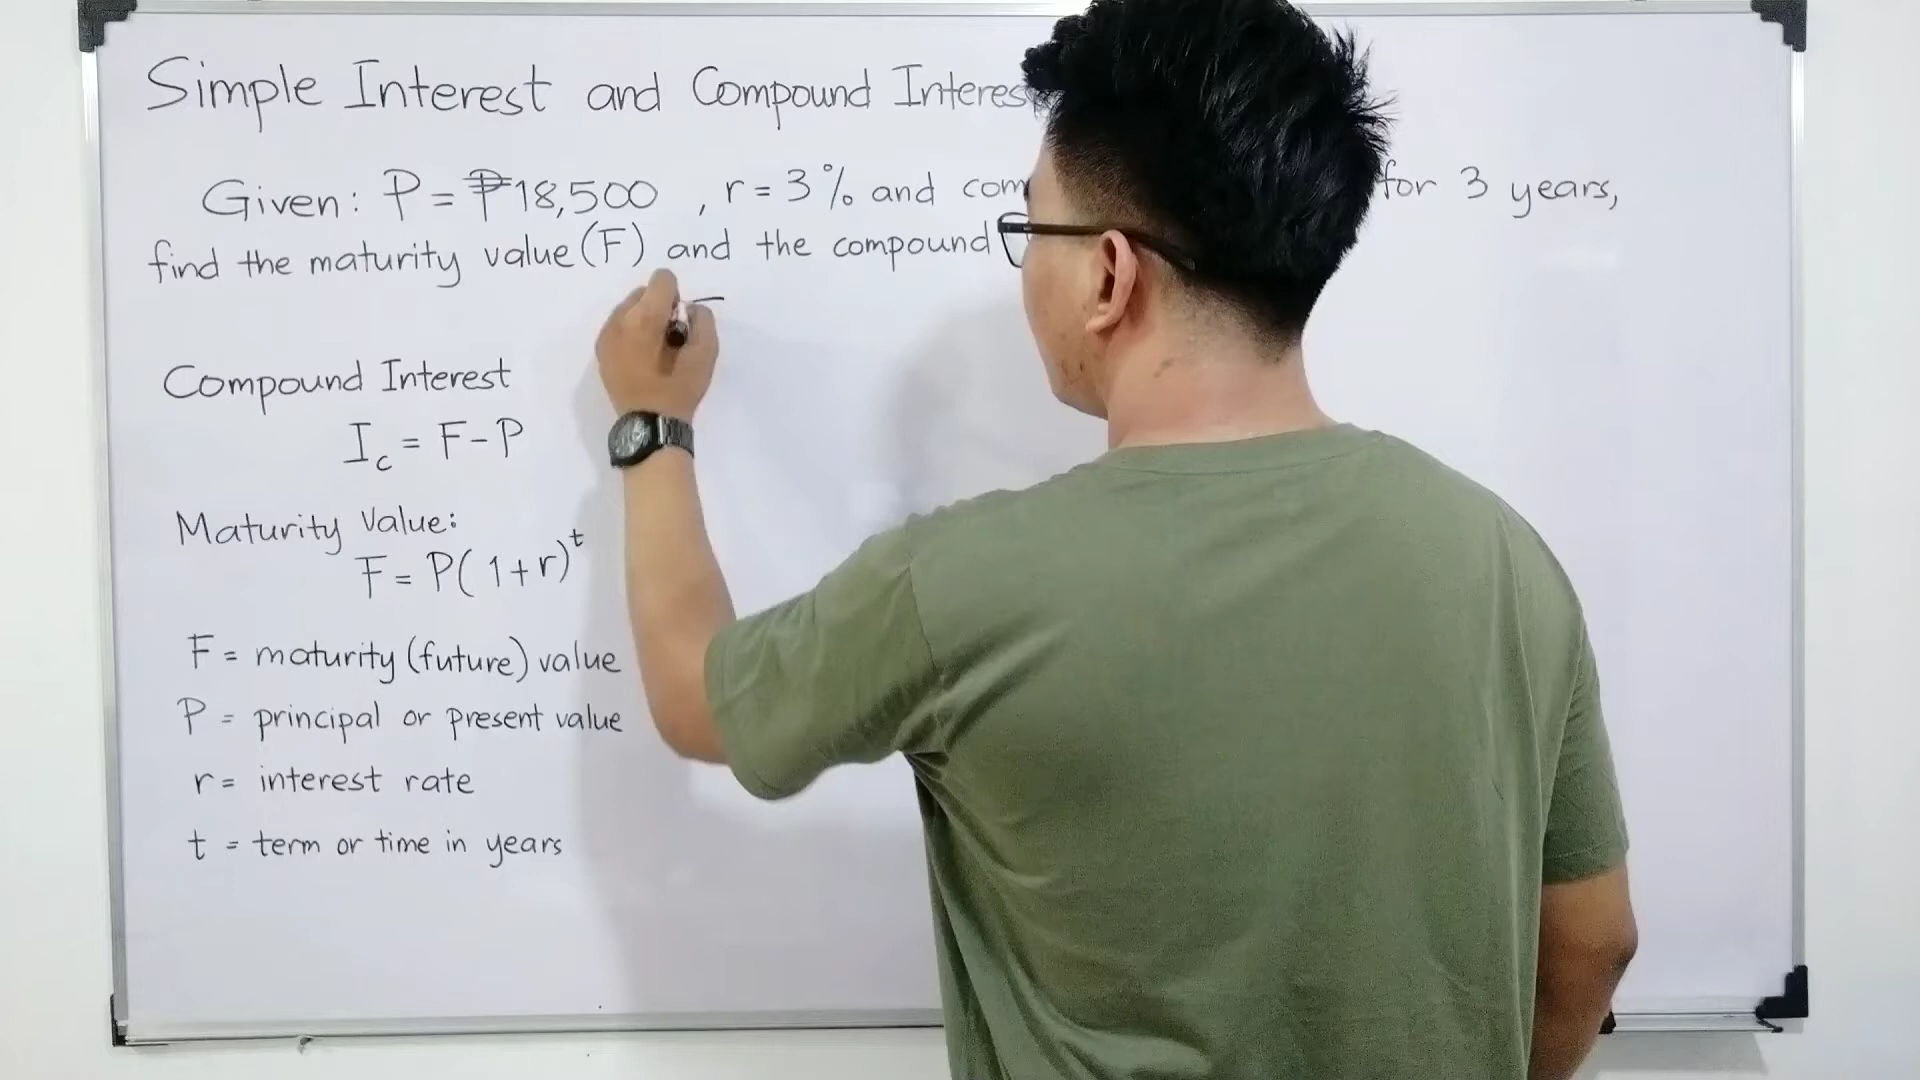 Simple Interest and Compound Interes
Given: P = ₱18,500 , r = 3% and com for 3 years,
find the maturity value (F) and the compound
Compound Interest
I꜀ = F - P
Maturity Value:
F = P(1+r)^t
F = maturity (future) value
P = principal or present value
r = interest rate
t = term or time in years